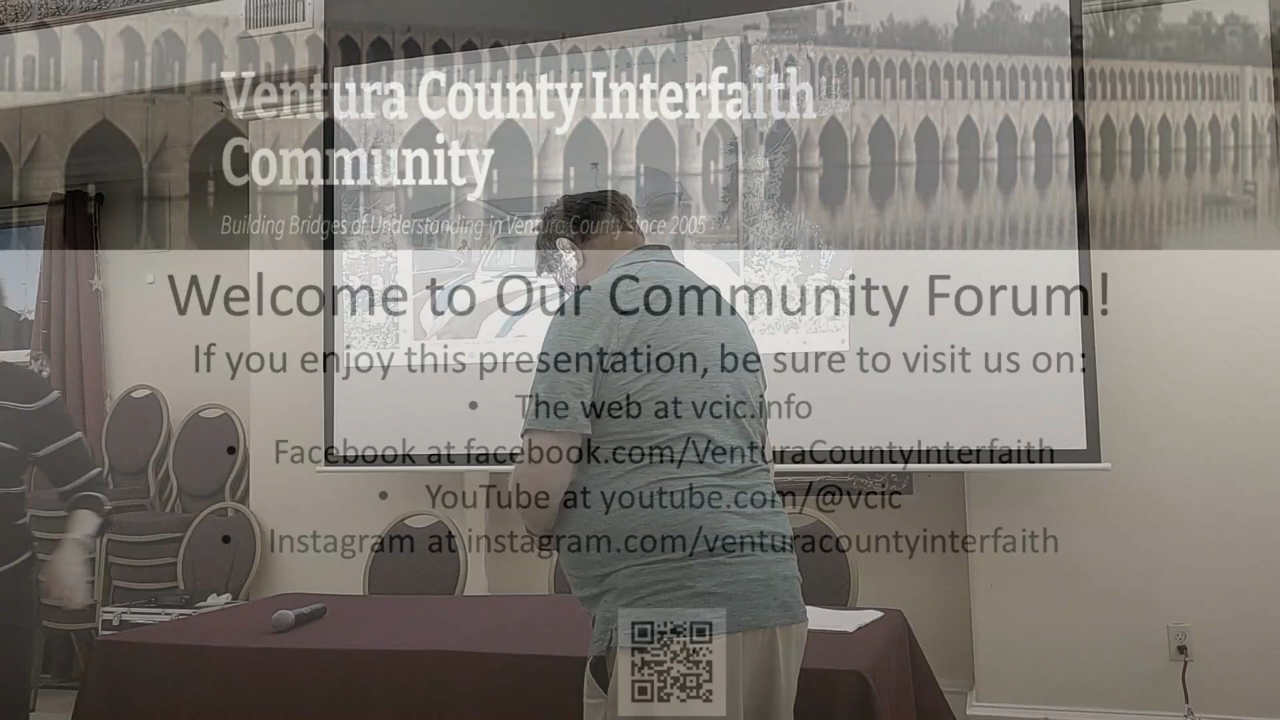 Ventura County Interfaith
Community
Building Bridges of Understanding in Ventura County since 2005
Welcome to Our Community Forum!
If you enjoy this presentation, be sure to visit us on:
• The web at vcic.info
• Facebook at facebook.com/VenturaCountyInterfaith
• YouTube at youtube.com/@vcic
• Instagram at instagram.com/venturacountyinterfaith